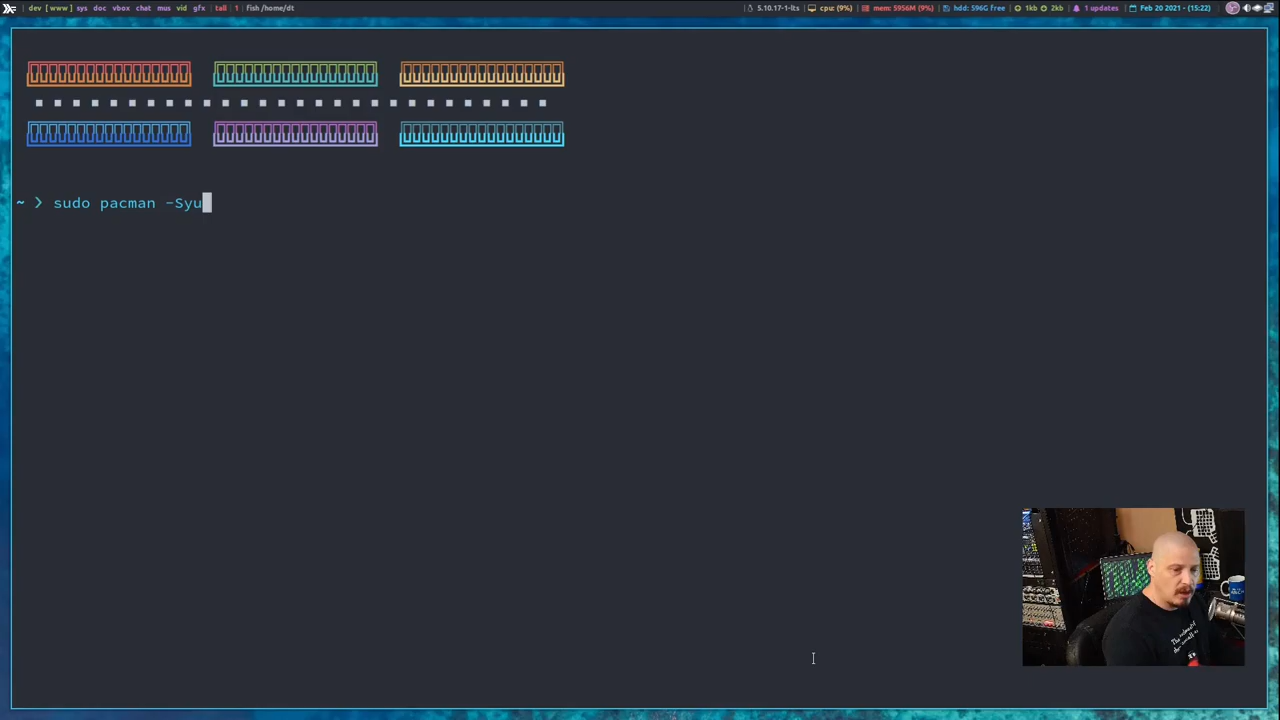 dev [ www ] sys doc vbox chat mus vid gfx | tall | 1 | fish /home/dt
5.10.17-1-lts | cpu: (9%) | mem: 5956M (9%) | hdd: 596G free | 1kb 2kb | 1 updates | Feb 20 2021 - (15:22)
~ ❯ sudo pacman -Syu